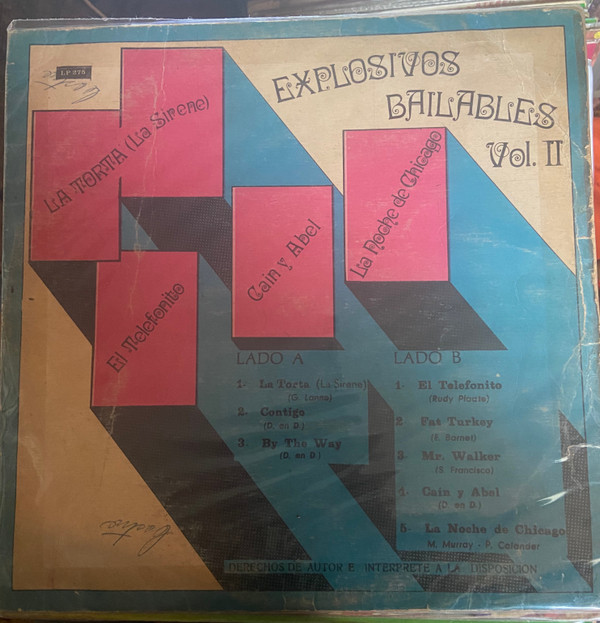 LP 275
EXPLOSIVOS
BAILABLES
Vol. II
LA TORTA (La Sirene)
La Noche de Chicago
Cain y Abel
El Telefonito
LADO A
1- La Torta (La Sirene)
2- Contigo
(D. en D.)
3. By The Way
(D. en D.)
LADO B
1- El Telefonito
(Rudy Plaate)
2- Fat Turkey
(E. Barnet)
3- Mr. Walker
(S. Francisco)
4- Cain y Abel
(D. en D.)
5- La Noche de Chicago
M. Murray - P. Calander
DERECHOS DE AUTOR E INTERPRETE A LA DISPOSICION